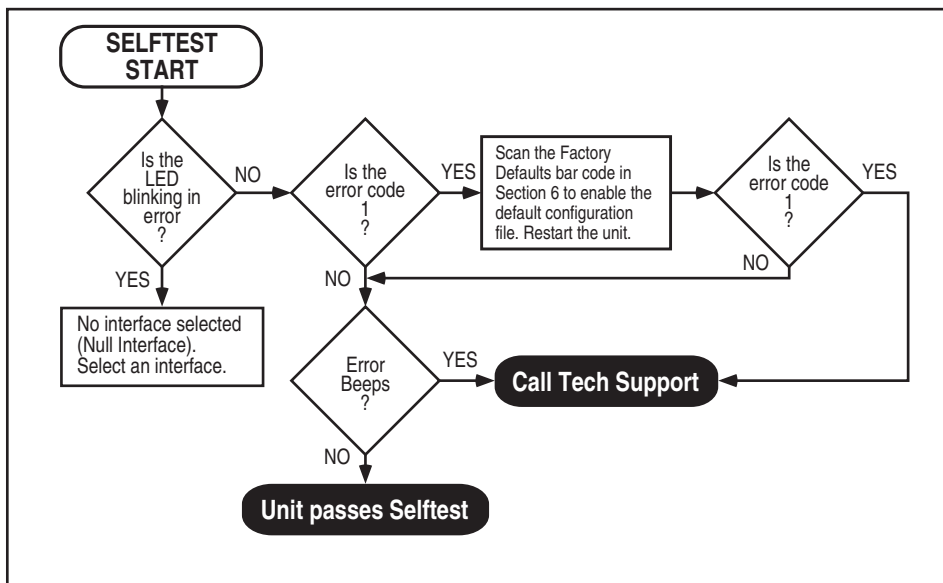 SELFTEST
START
Is the
LED
blinking in
error
?
NO
YES
No interface selected
(Null Interface).
Select an interface.
Is the
error code
1
?
YES
NO
Scan the Factory
Defaults bar code in
Section 6 to enable the
default configuration
file. Restart the unit.
Is the
error code
1
?
YES
NO
Error
Beeps
?
YES
NO
Call Tech Support
Unit passes Selftest